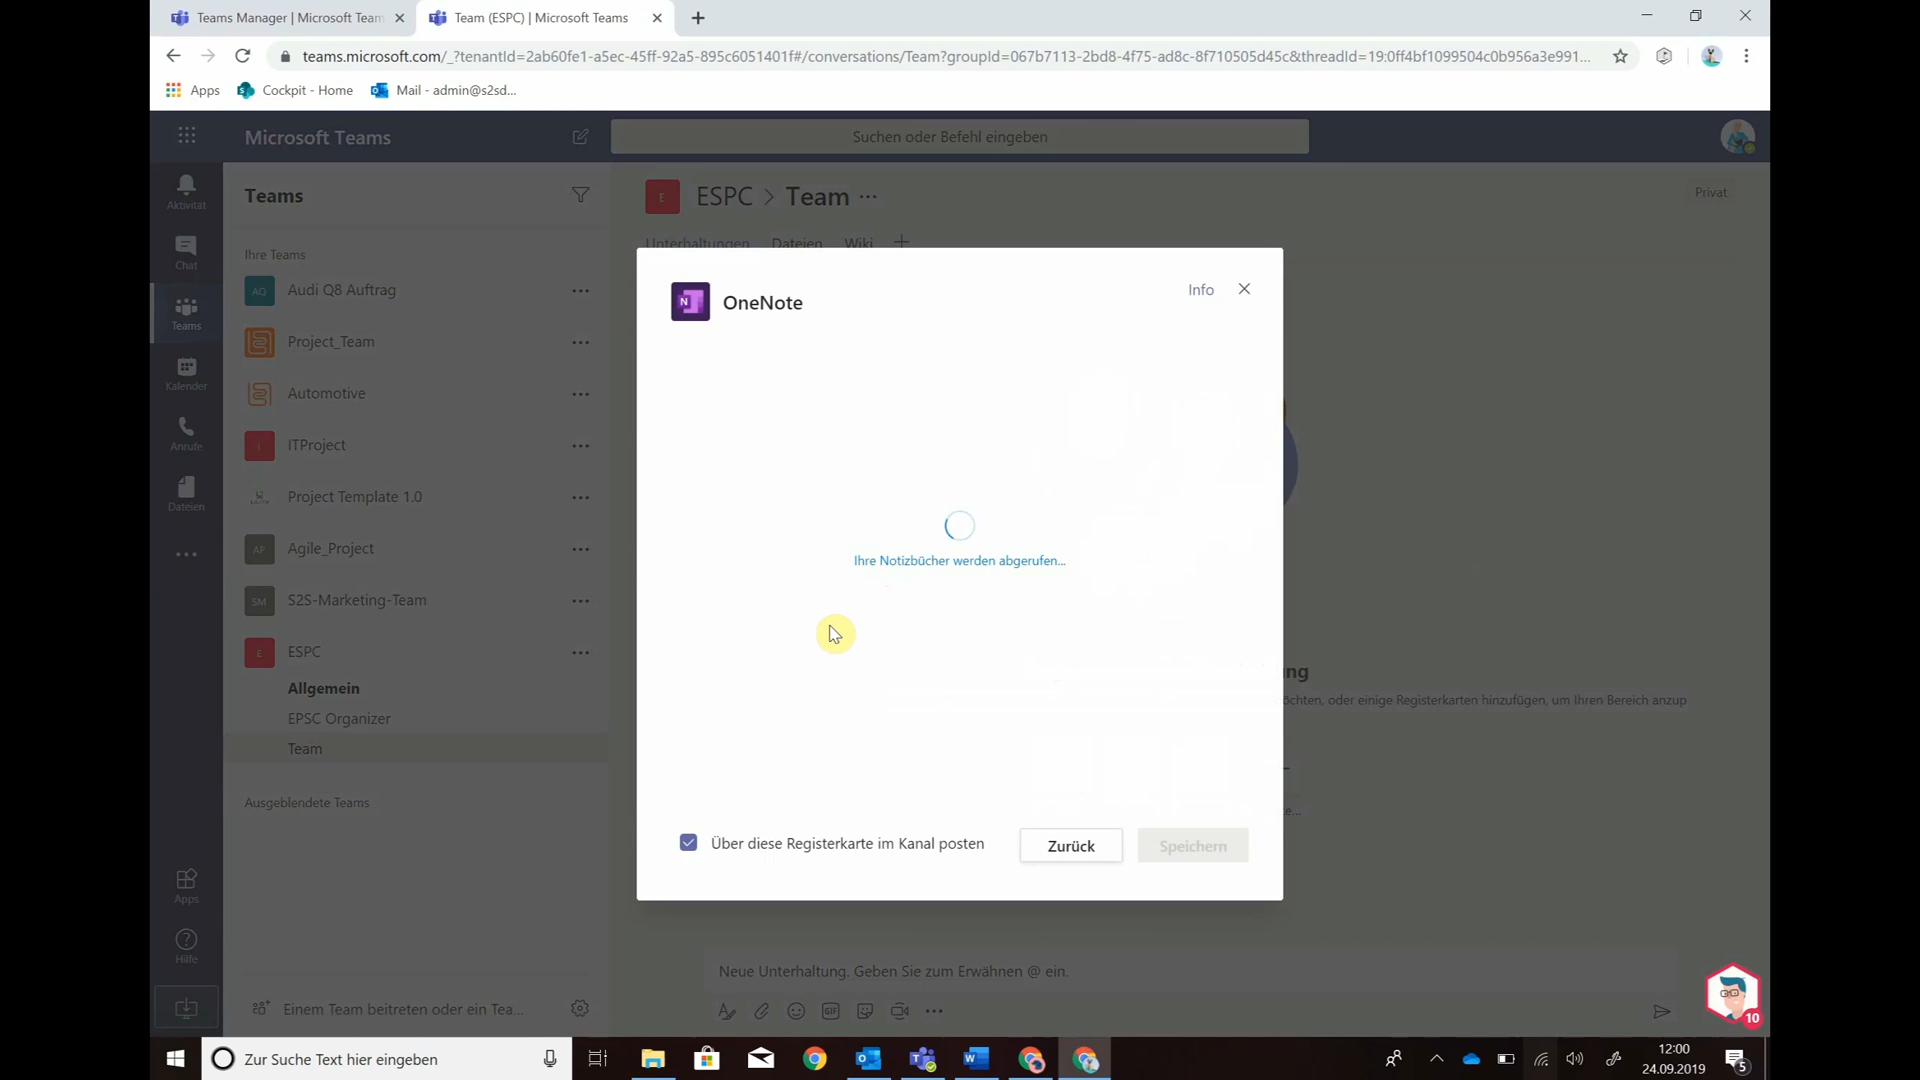 Teams Manager | Microsoft Team
Team (ESPC) | Microsoft Teams
teams.microsoft.com/_?tenantId=2ab60fe1-a5ec-45ff-92a5-895c6051401f#/conversations/Team?groupId=067b7113-2bd8-4f75-ad8c-8f710505d45c&threadId=19:0ff4bf1099504c0b956a3e991...
Apps
Cockpit - Home
Mail - admin@s2sd...
Microsoft Teams
Suchen oder Befehl eingeben
Aktivität
Chat
Teams
Kalender
Anrufe
Dateien
Apps
Hilfe
Teams
Ihre Teams
AQ Audi Q8 Auftrag
Project_Team
Automotive
I ITProject
Project Template 1.0
AP Agile_Project
SM S2S-Marketing-Team
E ESPC
Allgemein
EPSC Organizer
Team
Ausgeblendete Teams
Einem Team beitreten oder ein Tea...
E ESPC > Team ...
Privat
Unterhaltungen Dateien Wiki +
N OneNote
Info
Ihre Notizbücher werden abgerufen...
Über diese Registerkarte im Kanal posten
Zurück
Speichern
ng
öchten, oder einige Registerkarten hinzufügen, um Ihren Bereich anzup
e...
Neue Unterhaltung. Geben Sie zum Erwähnen @ ein.
GIF
10
Zur Suche Text hier eingeben
12:00
24.09.2019
5